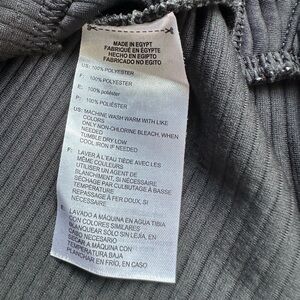 MADE IN EGYPT
FABRIQUÉ EN ÉGYPTE
HECHO EN EGIPTO
FABRICADO NO EGITO
US: 100% POLYESTER
F: 100% POLYESTER
E: 100% poliéster
P: 100% POLIÉSTER
US: MACHINE WASH WARM WITH LIKE
COLORS
ONLY NON-CHLORINE BLEACH, WHEN
NEEDED
TUMBLE DRY-LOW
COOL IRON IF NEEDED
F: LAVER À L'EAU TIÈDE AVEC LES
MÊME COULEURS
UTILISER UN AGENT DE
BLANCHIMENT, SI NÉCESSAIRE
SÉCHAGE PAR CULBUTAGE À BASSE
TEMPÉRATURE
REPASSAGE À FER DOUX, SI
NÉCESSAIRE
E: LAVADO A MÁQUINA EN AGUA TIBIA
CON COLORES SIMILARES
BLANQUEAR SÓLO SIN LEJÍA, EN
CASO NECESARIO
SECAR A MÁQUINA CON
TEMPERATURA BAJA
PLANCHAR EN FRÍO, EN CASO